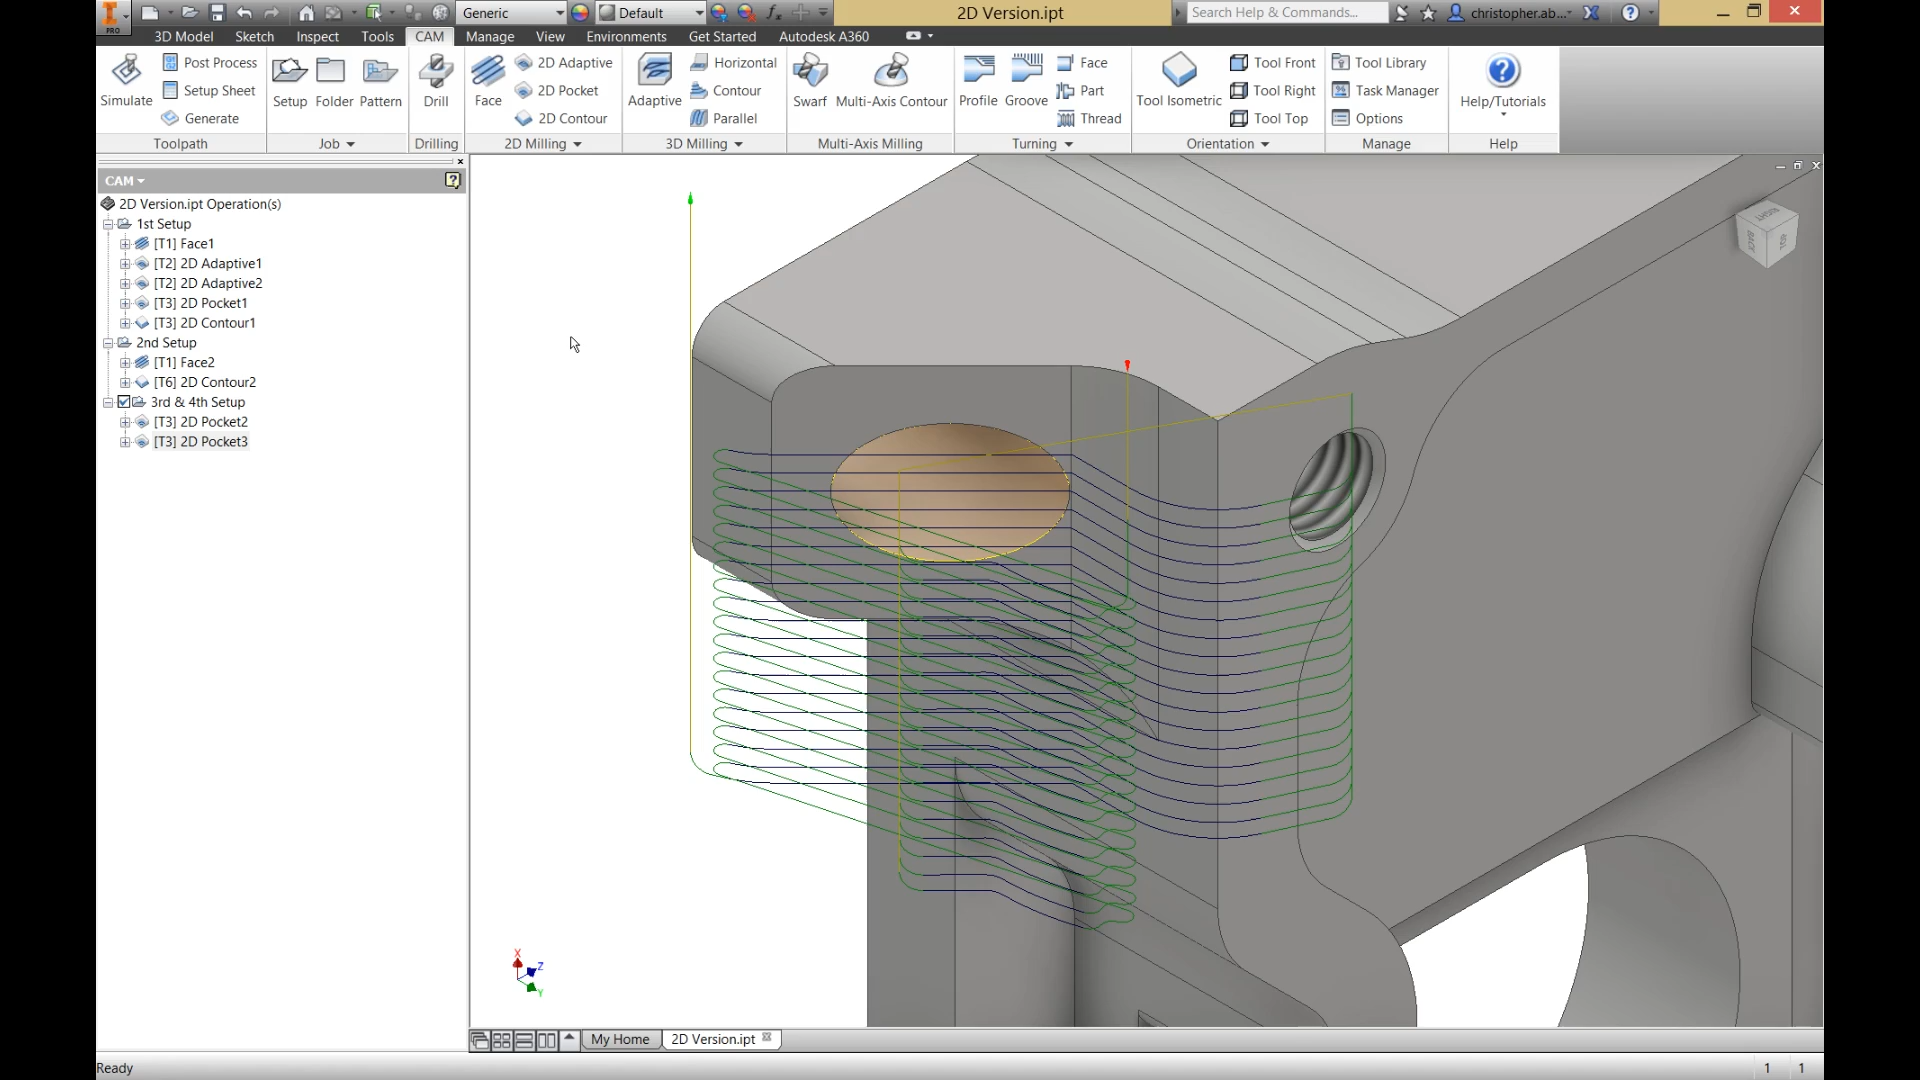 PRO
Generic
Default
2D Version.ipt
Search Help & Commands...
christopher.ab...
3D Model
Sketch
Inspect
Tools
CAM
Manage
View
Environments
Get Started
Autodesk A360
Simulate
Post Process
Setup Sheet
Generate
Toolpath
Setup
Folder
Pattern
Job
Drill
Drilling
Face
2D Adaptive
2D Pocket
2D Contour
2D Milling
Adaptive
Horizontal
Contour
Parallel
3D Milling
Swarf
Multi-Axis Contour
Multi-Axis Milling
Profile
Groove
Face
Part
Thread
Turning
Tool Isometric
Tool Front
Tool Right
Tool Top
Orientation
Tool Library
Task Manager
Options
Manage
Help/Tutorials
Help
CAM
2D Version.ipt Operation(s)
1st Setup
[T1] Face1
[T2] 2D Adaptive1
[T2] 2D Adaptive2
[T3] 2D Pocket1
[T3] 2D Contour1
2nd Setup
[T1] Face2
[T6] 2D Contour2
3rd & 4th Setup
[T3] 2D Pocket2
[T3] 2D Pocket3
RIGHT
BACK
X
Z
Y
My Home
2D Version.ipt
Ready
1
1